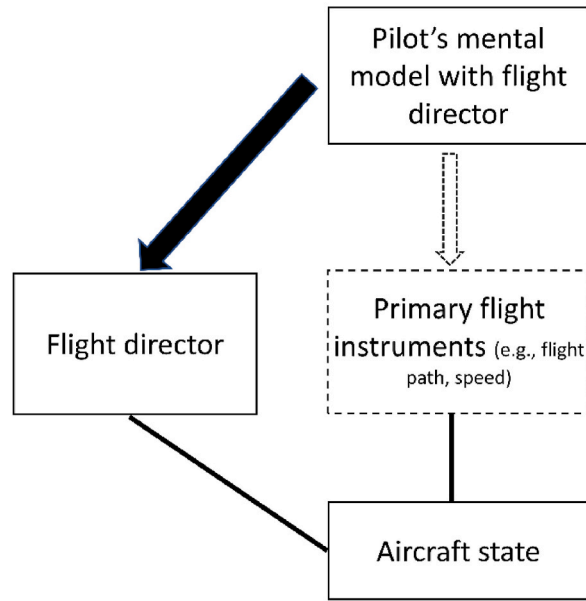 Pilot’s mental
model with flight
director
Flight director
Primary flight
instruments (e.g., flight
path, speed)
Aircraft state